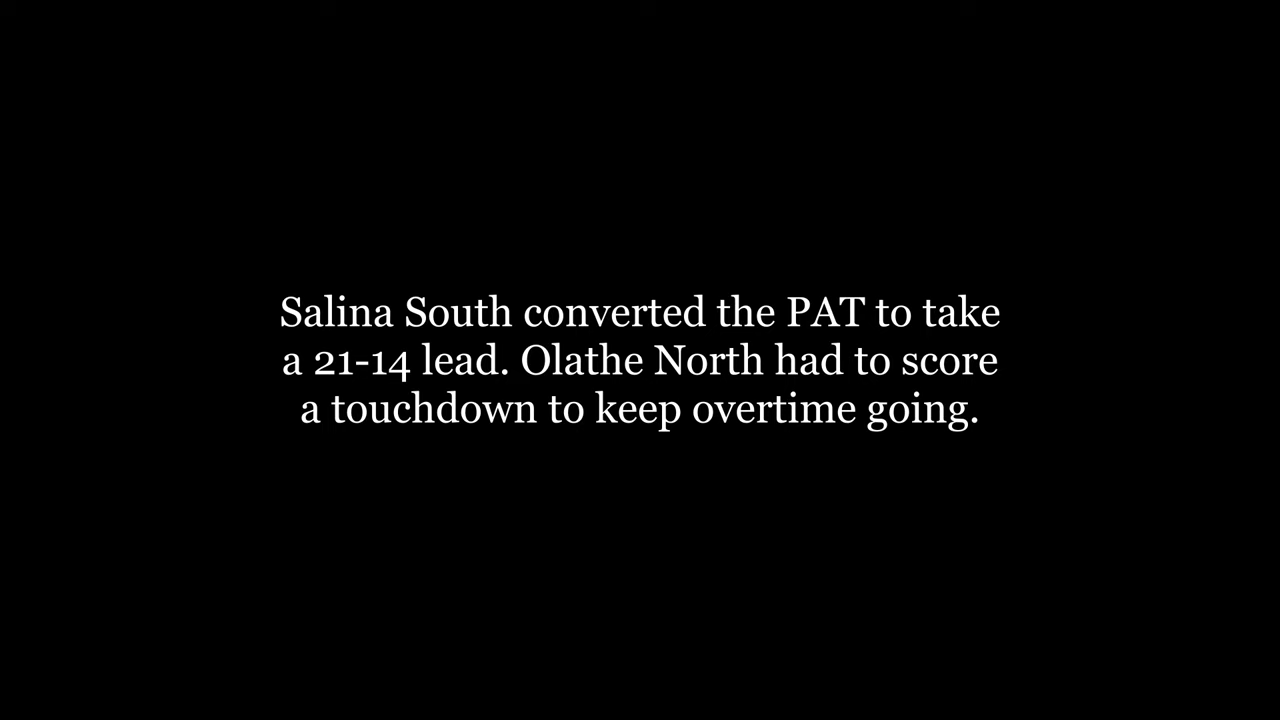 Salina South converted the PAT to take
a 21-14 lead. Olathe North had to score
a touchdown to keep overtime going.